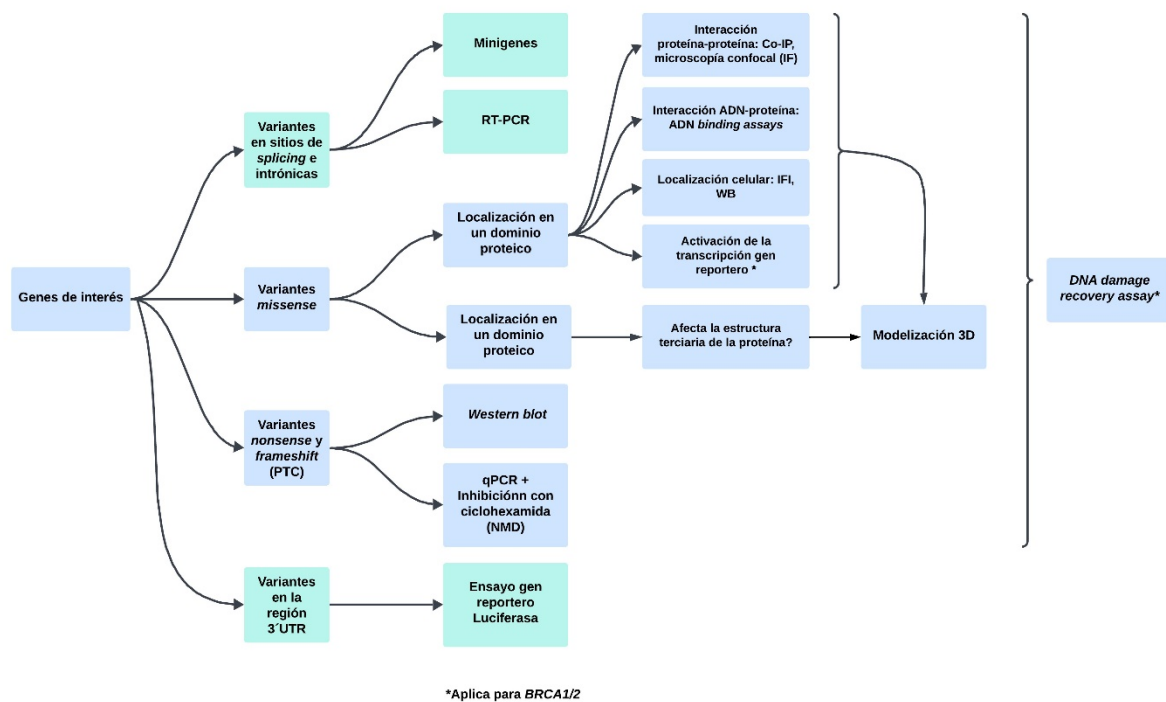 Genes de interés
Variantes
en sitios de
splicing e
intrónicas
Minigenes
RT-PCR
Variantes
missense
Localización en
un dominio
proteico
Interacción
proteína-proteína: Co-IP,
microscopía confocal (IF)
Interacción ADN-proteína:
ADN binding assays
Localización celular: IFI,
WB
Activación de la
transcripción gen
reportero *
Localización en
un dominio
proteico
Afecta la estructura
terciaria de la proteína?
Modelización 3D
DNA damage
recovery assay*
Variantes
nonsense y
frameshift
(PTC)
Western blot
qPCR +
Inhibiciónn con
ciclohexamida
(NMD)
Variantes
en la
región
3´UTR
Ensayo gen
reportero
Luciferasa
*Aplica para BRCA1/2